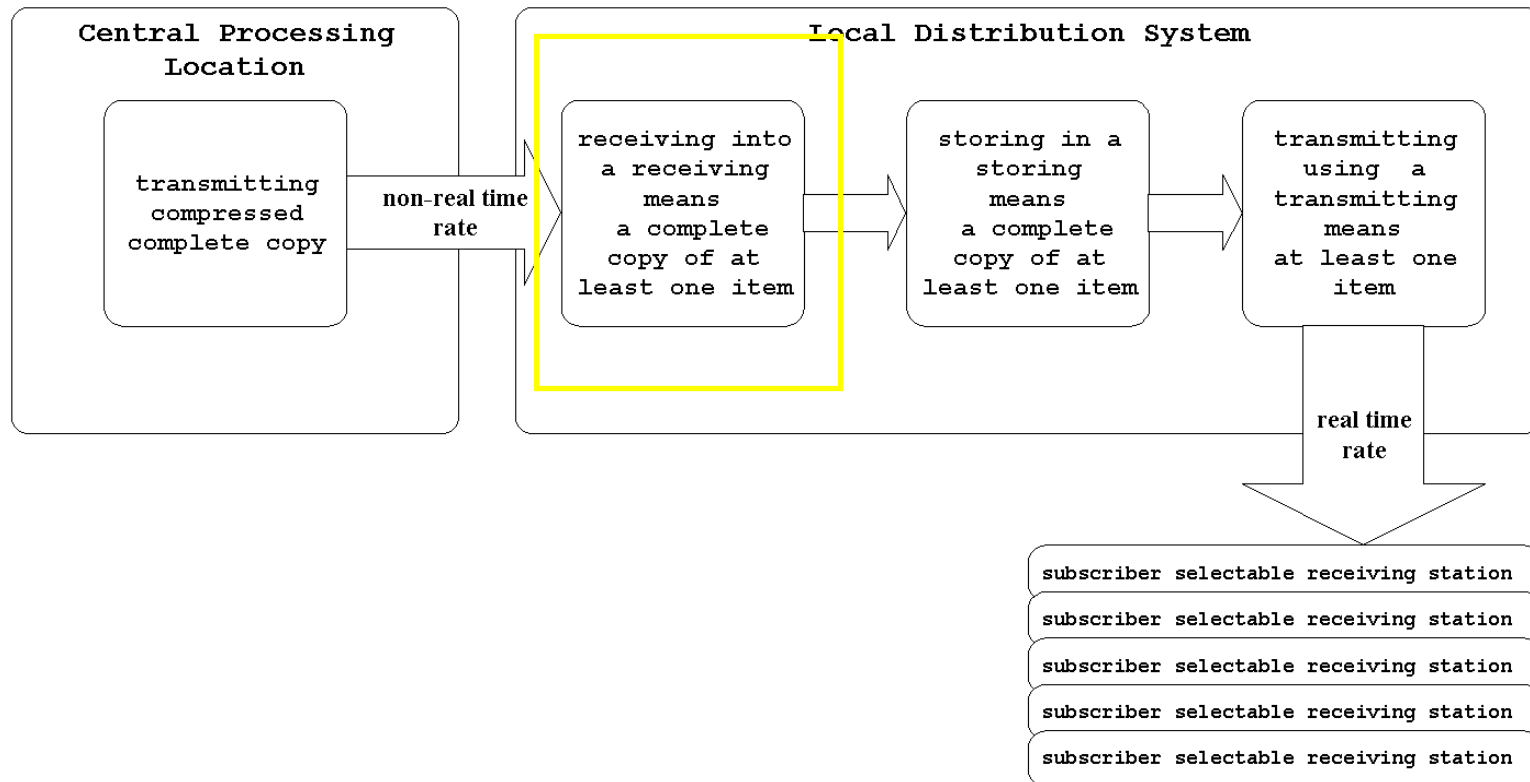 Central Processing
Location
transmitting
compressed
complete copy
non-real time
rate
Local Distribution System
receiving into
a receiving
means
a complete
copy of at
least one item
storing in a
storing
means
a complete
copy of at
least one item
transmitting
using a
transmitting
means
at least one
item
real time
rate
subscriber selectable receiving station
subscriber selectable receiving station
subscriber selectable receiving station
subscriber selectable receiving station
subscriber selectable receiving station